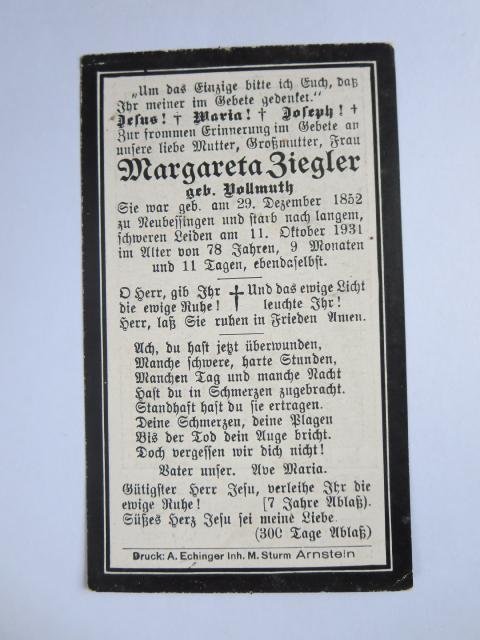 „Um das Einzige bitte ich Euch, daß
Ihr meiner im Gebete gedenket.“
Jesus! † Maria! † Joseph! †
Zur frommen Erinnerung im Gebete an
unsere liebe Mutter, Großmutter, Frau
Margareta Ziegler
geb. Vollmuth
Sie war geb. am 29. Dezember 1852
zu Neubessingen und starb nach langem,
schweren Leiden am 11. Oktober 1931
im Alter von 78 Jahren, 9 Monaten
und 11 Tagen, ebendaselbst.
O Herr, gib Ihr † Und das ewige Licht
die ewige Ruhe! leuchte Ihr!
Herr, laß Sie ruhen in Frieden Amen.
Ach, du hast jetzt überwunden,
Manche schwere, harte Stunden,
Manchen Tag und manche Nacht
Hast du in Schmerzen zugebracht.
Standhaft hast du sie ertragen.
Deine Schmerzen, deine Plagen
Bis der Tod dein Auge bricht.
Doch vergessen wir dich nicht!
Vater unser. Ave Maria.
Gütigster Herr Jesu, verleihe Ihr die
ewige Ruhe! [7 Jahre Ablaß).
Süßes Herz Jesu sei meine Liebe.
(300 Tage Ablaß)
Druck: A. Echinger Inh. M. Sturm Arnstein